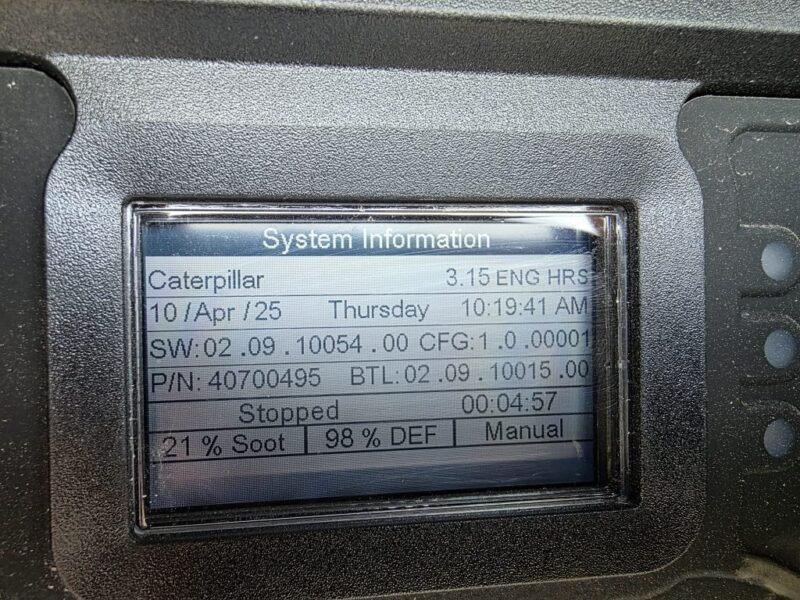 System Information
Caterpillar 3.15 ENG HRS
10 /Apr /25 Thursday 10:19:41 AM
SW: 02 .09 .10054 .00 CFG:1 .0 .00001
P/N: 40700495 BTL: 02 .09 .10015 .00
Stopped 00:04:57
21 % Soot 98 % DEF Manual